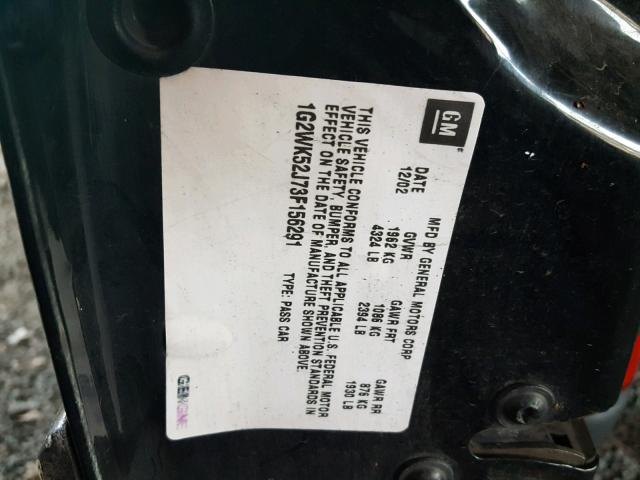 GM
MFD BY GENERAL MOTORS CORP
DATE GVWR GAWR FRT GAWR RR
12/02 1962 KG 1086 KG 876 KG
4324 LB 2394 LB 1930 LB
THIS VEHICLE CONFORMS TO ALL APPLICABLE U.S. FEDERAL MOTOR
VEHICLE SAFETY, BUMPER, AND THEFT PREVENTION STANDARDS IN
EFFECT ON THE DATE OF MANUFACTURE SHOWN ABOVE.
1G2WK52J73F156291 TYPE: PASS CAR